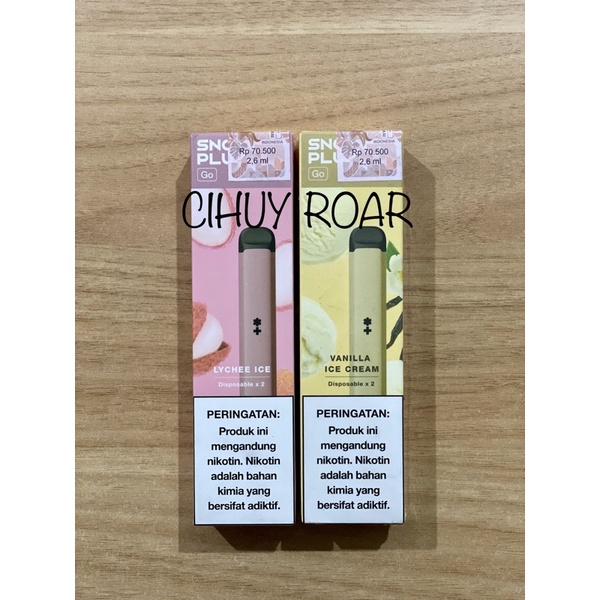 SNO
PLU
Go
INDONESIA
Rp 70.500
2,6 ml
LYCHEE ICE
Disposable x 2
PERINGATAN:
Produk ini
mengandung
nikotin. Nikotin
adalah bahan
kimia yang
bersifat adiktif.
SNO
PLU
Go
INDONESIA
Rp 70.500
2,6 ml
VANILLA
ICE CREAM
Disposable x 2
PERINGATAN:
Produk ini
mengandung
nikotin. Nikotin
adalah bahan
kimia yang
bersifat adiktif.
CIHUY ROAR